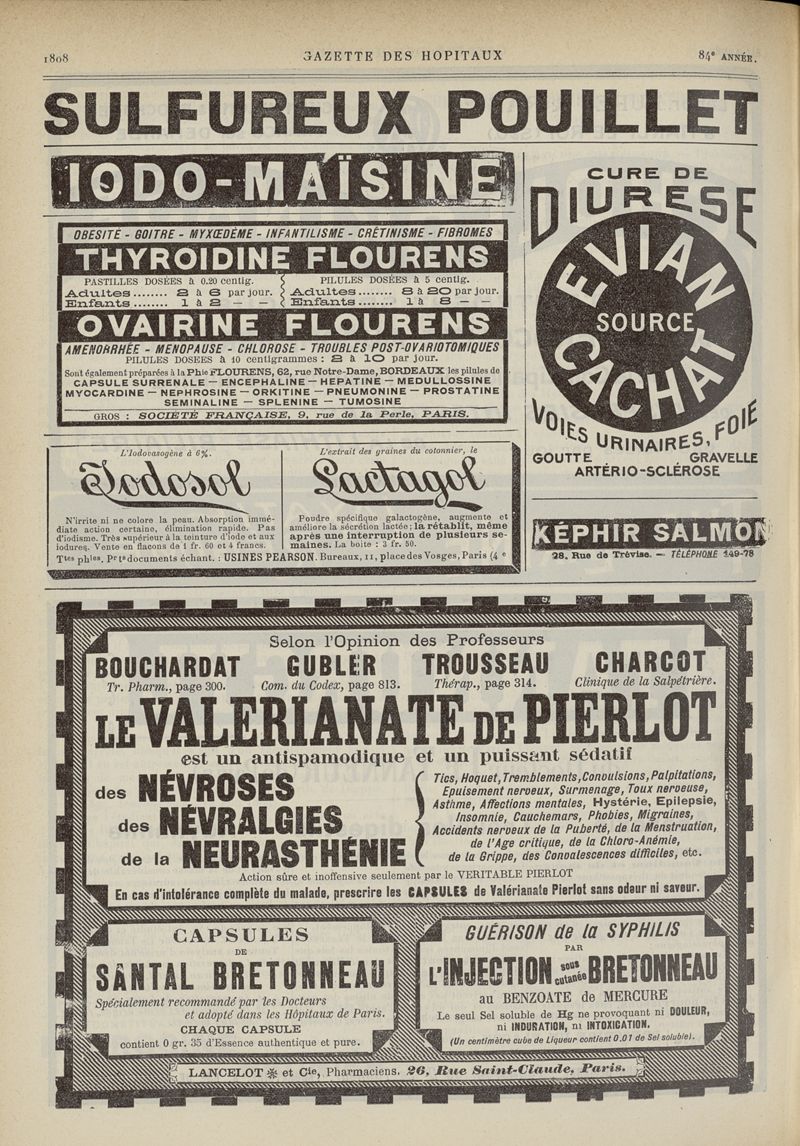 1808
GAZETTE DES HOPITAUX
84e ANNÉE.
SULFUREUX POUILLET
IODO-MAÏSINE
OBESITÉ - GOITRE - MYXŒDÈME - INFANTILISME - CRÉTINISME - FIBROMES
THYROIDINE FLOURENS
PASTILLES DOSÉES à 0.20 centig.
Adultes........ 2 à 6 par jour.
Enfants........ 1 à 2 — —
PILULES DOSÉES à 5 centig.
Adultes........ 8 à 20 par jour.
Enfants........ 1 à 8 — —
OVAIRINE FLOURENS
AMENORRHÉE - MENOPAUSE - CHLOROSE - TROUBLES POST-OVARIOTOMIQUES
PILULES DOSEES à 10 centigrammes : 2 à 10 par jour.
Sont également préparées à la Phie FLOURENS, 62, rue Notre-Dame, BORDEAUX les pilules de
CAPSULE SURRENALE — ENCEPHALINE — HEPATINE — MEDULLOSSINE
MYOCARDINE — NEPHROSINE — ORKITINE — PNEUMONINE — PROSTATINE
SEMINALINE — SPLENINE — TUMOSINE
GROS : SOCIÉTÉ FRANÇAISE, 9, rue de la Perle, PARIS.
CURE DE
DIURESE
EVIAN
SOURCE
CACHAT
VOIES URINAIRES, FOIE
GOUTTE GRAVELLE
ARTÉRIO-SCLÉROSE
L'Iodovasogène à 6%.
Iodosol
N'irrite ni ne colore la peau. Absorption immé-
diate action certaine, élimination rapide. Pas
d'iodisme. Très supérieur à la teinture d'iode et aux
iodures. Vente en flacons de 1 fr. 60 et 4 francs.
L'extrait des graines du cotonnier, le
Lactagol
Poudre spécifique galactogène, augmente et
améliore la sécrétion lactée; la rétablit, même
après une interruption de plusieurs se-
maines. La boite : 3 fr. 50.
Ttes phies. Pr ts documents échant. : USINES PEARSON. Bureaux, 11, place des Vosges, Paris (4 e
KÉPHIR SALMON
28, Rue de Trévise. — TÉLÉPHONE 149-78
Selon l'Opinion des Professeurs
BOUCHARDAT GUBLER TROUSSEAU CHARCOT
Tr. Pharm., page 300. Com. du Codex, page 813. Thérap., page 314. Clinique de la Salpétrière.
LE VALERIANATE DE PIERLOT
est un antispamodique et un puissant sédatif
des NÉVROSES
des NÉVRALGIES
de la NEURASTHÉNIE
Tics, Hoquet, Tremblements, Convulsions, Palpitations,
Epuisement nerveux, Surmenage, Toux nerveuse,
Asthme, Affections mentales, Hystérie, Epilepsie,
Insomnie, Cauchemars, Phobies, Migraines,
Accidents nerveux de la Puberté, de la Menstruation,
de l'Age critique, de la Chloro-Anémie,
de la Grippe, des Convalescences difficiles, etc.
Action sûre et inoffensive seulement par le VERITABLE PIERLOT
En cas d'intolérance complète du malade, prescrire les CAPSULES de Valérianate Pierlot sans odeur ni saveur.
CAPSULES
DE
SANTAL BRETONNEAU
Spécialement recommandé par les Docteurs
et adopté dans les Hôpitaux de Paris.
CHAQUE CAPSULE
contient 0 gr. 35 d'Essence authentique et pure.
GUÉRISON de la SYPHILIS
PAR
L'INJECTION sous cutanée BRETONNEAU
au BENZOATE de MERCURE
Le seul Sel soluble de Hg ne provoquant ni DOULEUR,
ni INDURATION, ni INTOXICATION.
(Un centimètre cube de Liqueur contient 0.01 de Sel soluble).
LANCELOT et Cie, Pharmaciens. 26, Rue Saint-Claude, Paris.